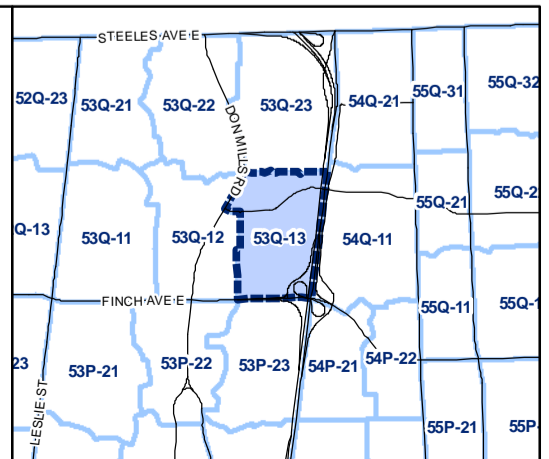 STEELES AVE E
52Q-23
53Q-21
53Q-22
53Q-23
54Q-21
55Q-31
55Q-32
DON MILLS RD
Q-13
53Q-11
53Q-12
53Q-13
54Q-11
55Q-21
55Q-2
FINCH AVE E
55Q-11
55Q-1
23
53P-21
53P-22
53P-23
54P-21
54P-22
LESLIE ST
55P-21
55P-